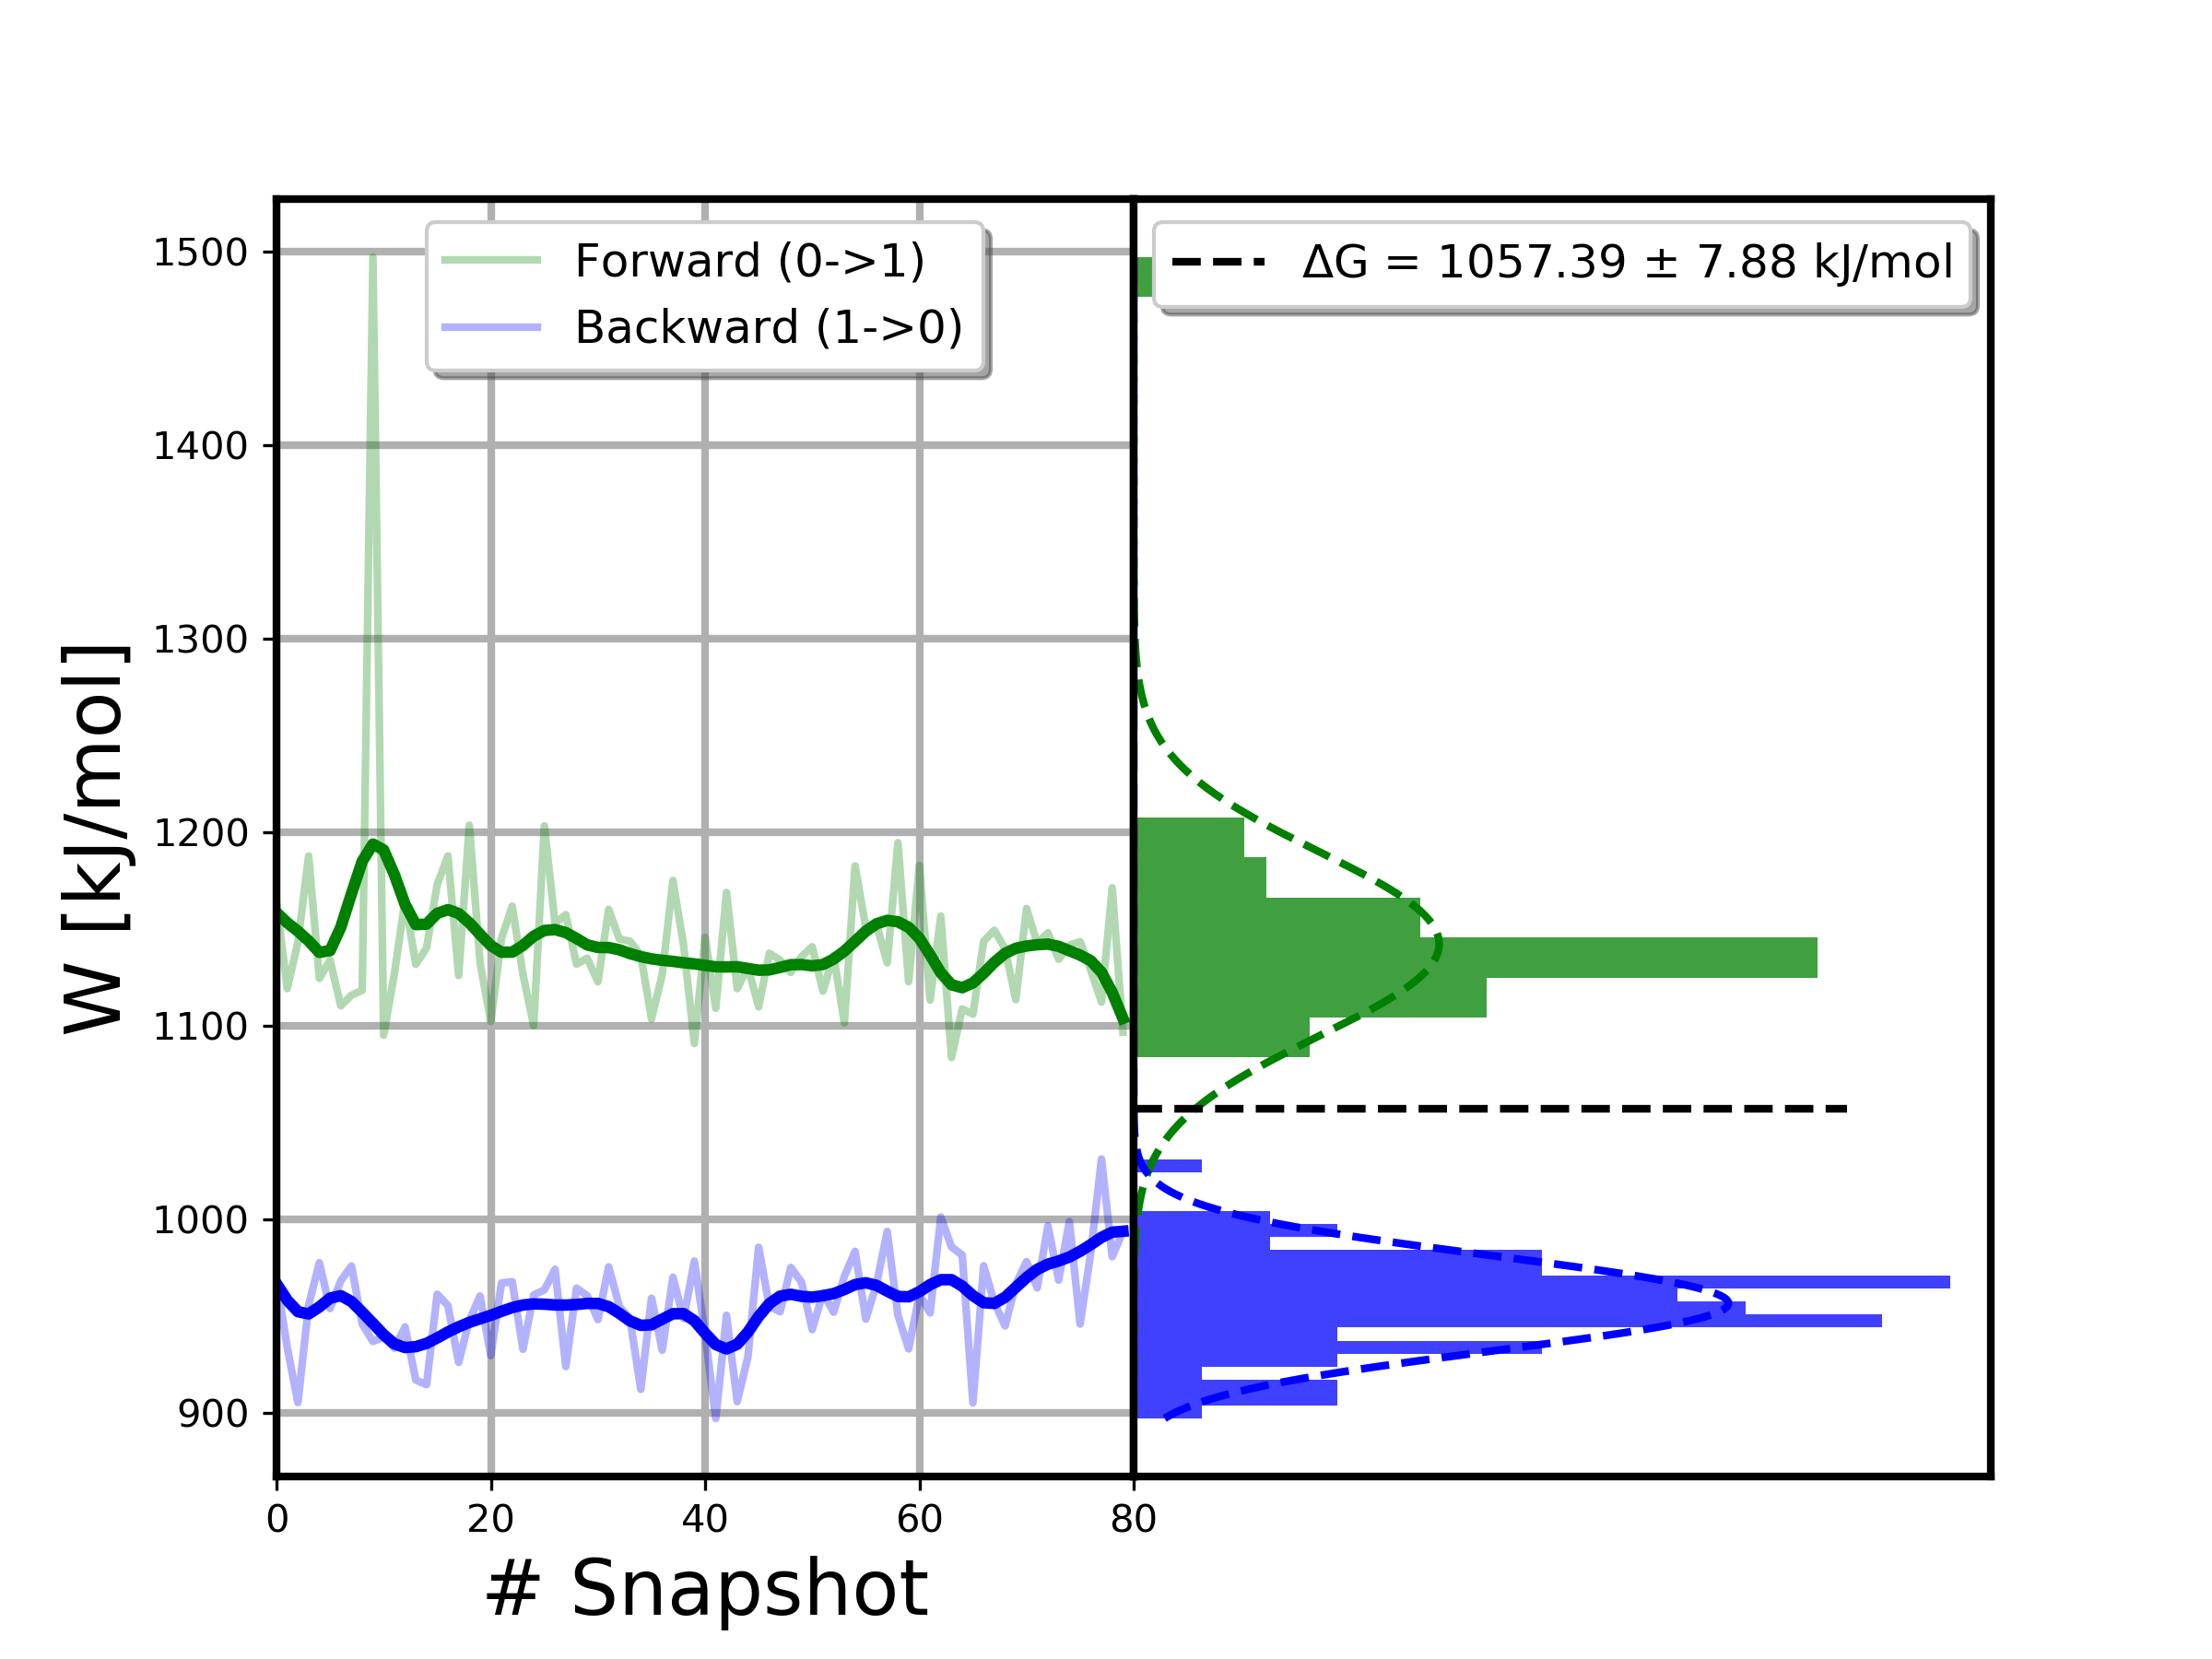 Forward (0->1)
Backward (1->0)
ΔG = 1057.39 ± 7.88 kJ/mol
W [kJ/mol]
1500
1400
1300
1200
1100
1000
900
0 20 40 60 80
# Snapshot